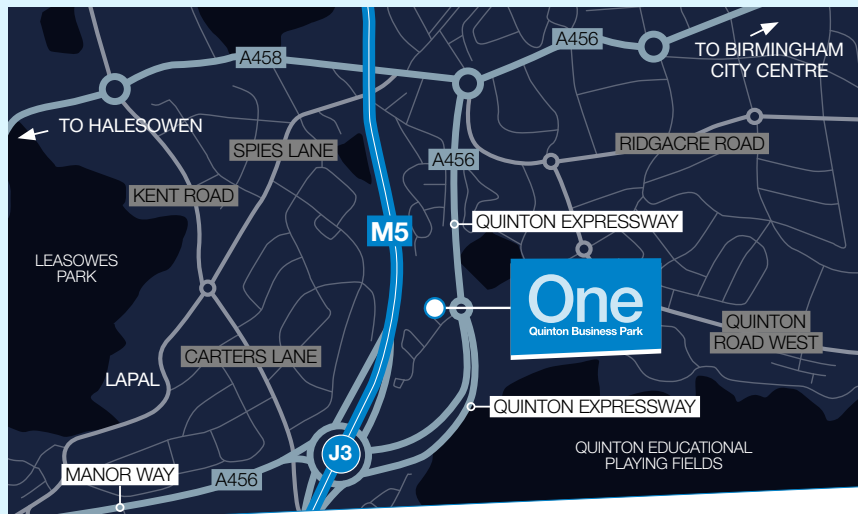 A456
TO BIRMINGHAM
CITY CENTRE
A458
TO HALESOWEN
SPIES LANE
RIDGACRE ROAD
A456
KENT ROAD
QUINTON EXPRESSWAY
M5
LEASOWES
PARK
One
Quinton Business Park
QUINTON
ROAD WEST
CARTERS LANE
LAPAL
QUINTON EXPRESSWAY
J3
QUINTON EDUCATIONAL
PLAYING FIELDS
MANOR WAY
A456